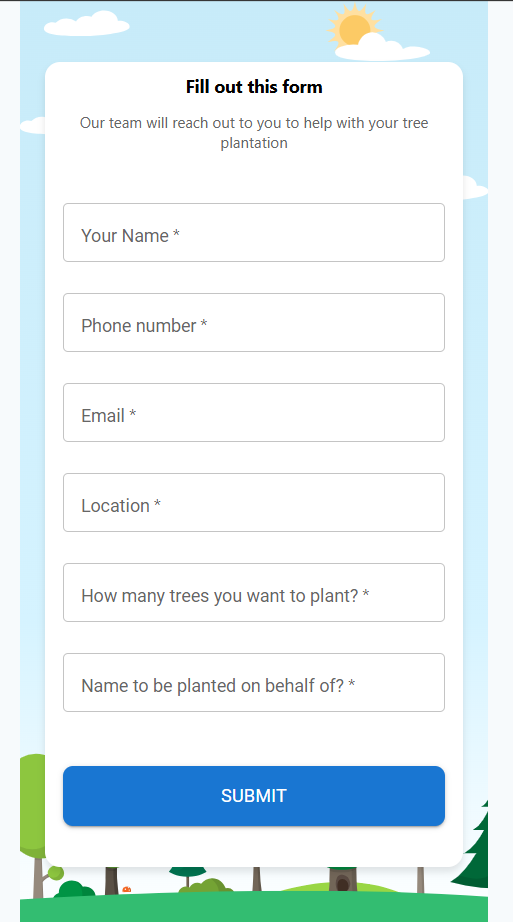 Fill out this form
Our team will reach out to you to help with your tree
plantation
Your Name *
Phone number *
Email *
Location *
How many trees you want to plant? *
Name to be planted on behalf of? *
SUBMIT